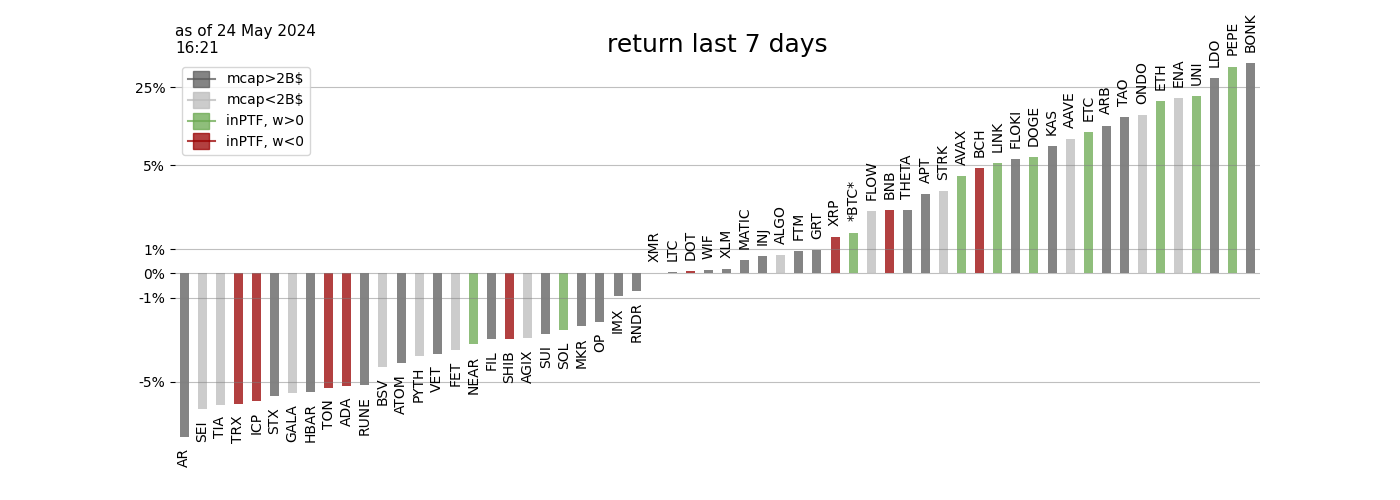 as of 24 May 2024
16:21
return last 7 days
mcap>2B$
mcap<2B$
inPTF, w>0
inPTF, w<0
25%
5%
1%
0%
-1%
-5%
AR
SEI
TIA
TRX
ICP
STX
GALA
HBAR
TON
ADA
RUNE
BSV
ATOM
PYTH
VET
FET
NEAR
FIL
SHIB
AGIX
SUI
SOL
MKR
OP
IMX
RNDR
XMR
LTC
DOT
WIF
XLM
MATIC
INJ
ALGO
FTM
GRT
XRP
*BTC*
FLOW
BNB
THETA
APT
STRK
AVAX
BCH
LINK
FLOKI
DOGE
KAS
AAVE
ETC
ARB
TAO
ONDO
ETH
ENA
UNI
LDO
PEPE
BONK